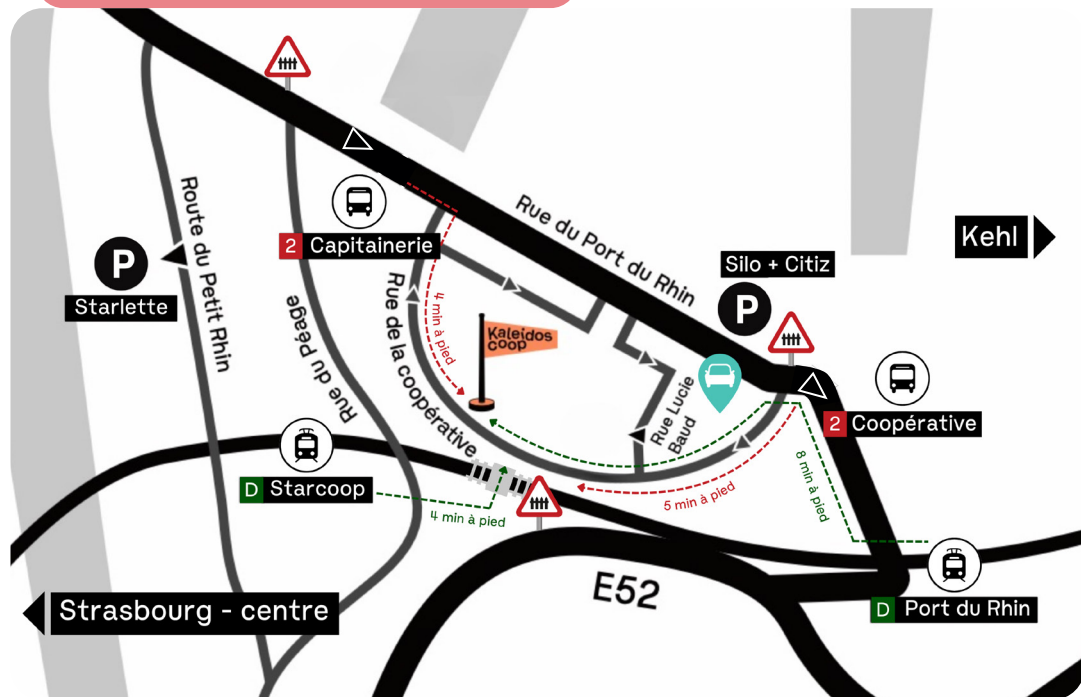 Route du Petit Rhin
P
Starlette
2 Capitainerie
Rue du Péage
Rue de la coopérative
4 min à pied
Kaleidos
coop
Rue du Port du Rhin
Silo + Citiz
P
Kehl
Rue Lucie
Baud
2 Coopérative
D Starcoop
4 min à pied
5 min à pied
8 min à pied
E52
D Port du Rhin
Strasbourg - centre